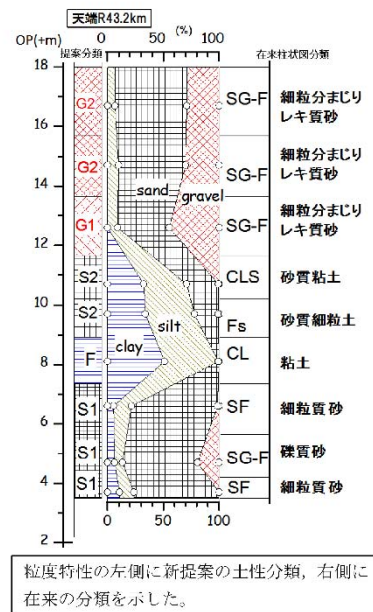 天端R43.2km
OP(+m)
提案分類
0 50 100
(%)
在来柱状図分類
18
16
14
12
10
8
6
4
2
G2
G2
G1
S2
S2
F
S1
S1
S1
sand
gravel
silt
clay
SG-F
SG-F
SG-F
CLS
Fs
CL
SF
SG-F
SF
細粒分まじり
レキ質砂
細粒分まじり
レキ質砂
細粒分まじり
レキ質砂
砂質粘土
砂質細粒土
粘土
細粒質砂
礫質砂
細粒質砂
0 50 100
粒度特性の左側に新提案の土性分類，右側に
在来の分類を示した。